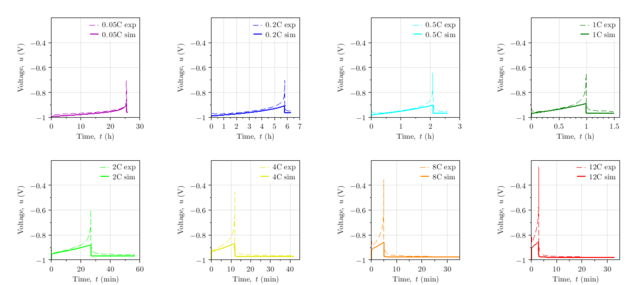 0.05C exp
0.05C sim
−0.4
−0.6
−0.8
−1
Voltage, u (V)
0 10 20 30
Time, t (h)
0.2C exp
0.2C sim
−0.4
−0.6
−0.8
−1
Voltage, u (V)
0 1 2 3 4 5 6 7
Time, t (h)
0.5C exp
0.5C sim
−0.4
−0.6
−0.8
−1
Voltage, u (V)
0 1 2 3
Time, t (h)
1C exp
1C sim
−0.4
−0.6
−0.8
−1
Voltage, u (V)
0 0.5 1 1.5
Time, t (h)
2C exp
2C sim
−0.4
−0.6
−0.8
−1
Voltage, u (V)
0 20 40 60
Time, t (min)
4C exp
4C sim
−0.4
−0.6
−0.8
−1
Voltage, u (V)
0 10 20 30 40
Time, t (min)
8C exp
8C sim
−0.4
−0.6
−0.8
−1
Voltage, u (V)
0 10 20 30
Time, t (min)
12C exp
12C sim
−0.4
−0.6
−0.8
−1
Voltage, u (V)
0 10 20 30
Time, t (min)